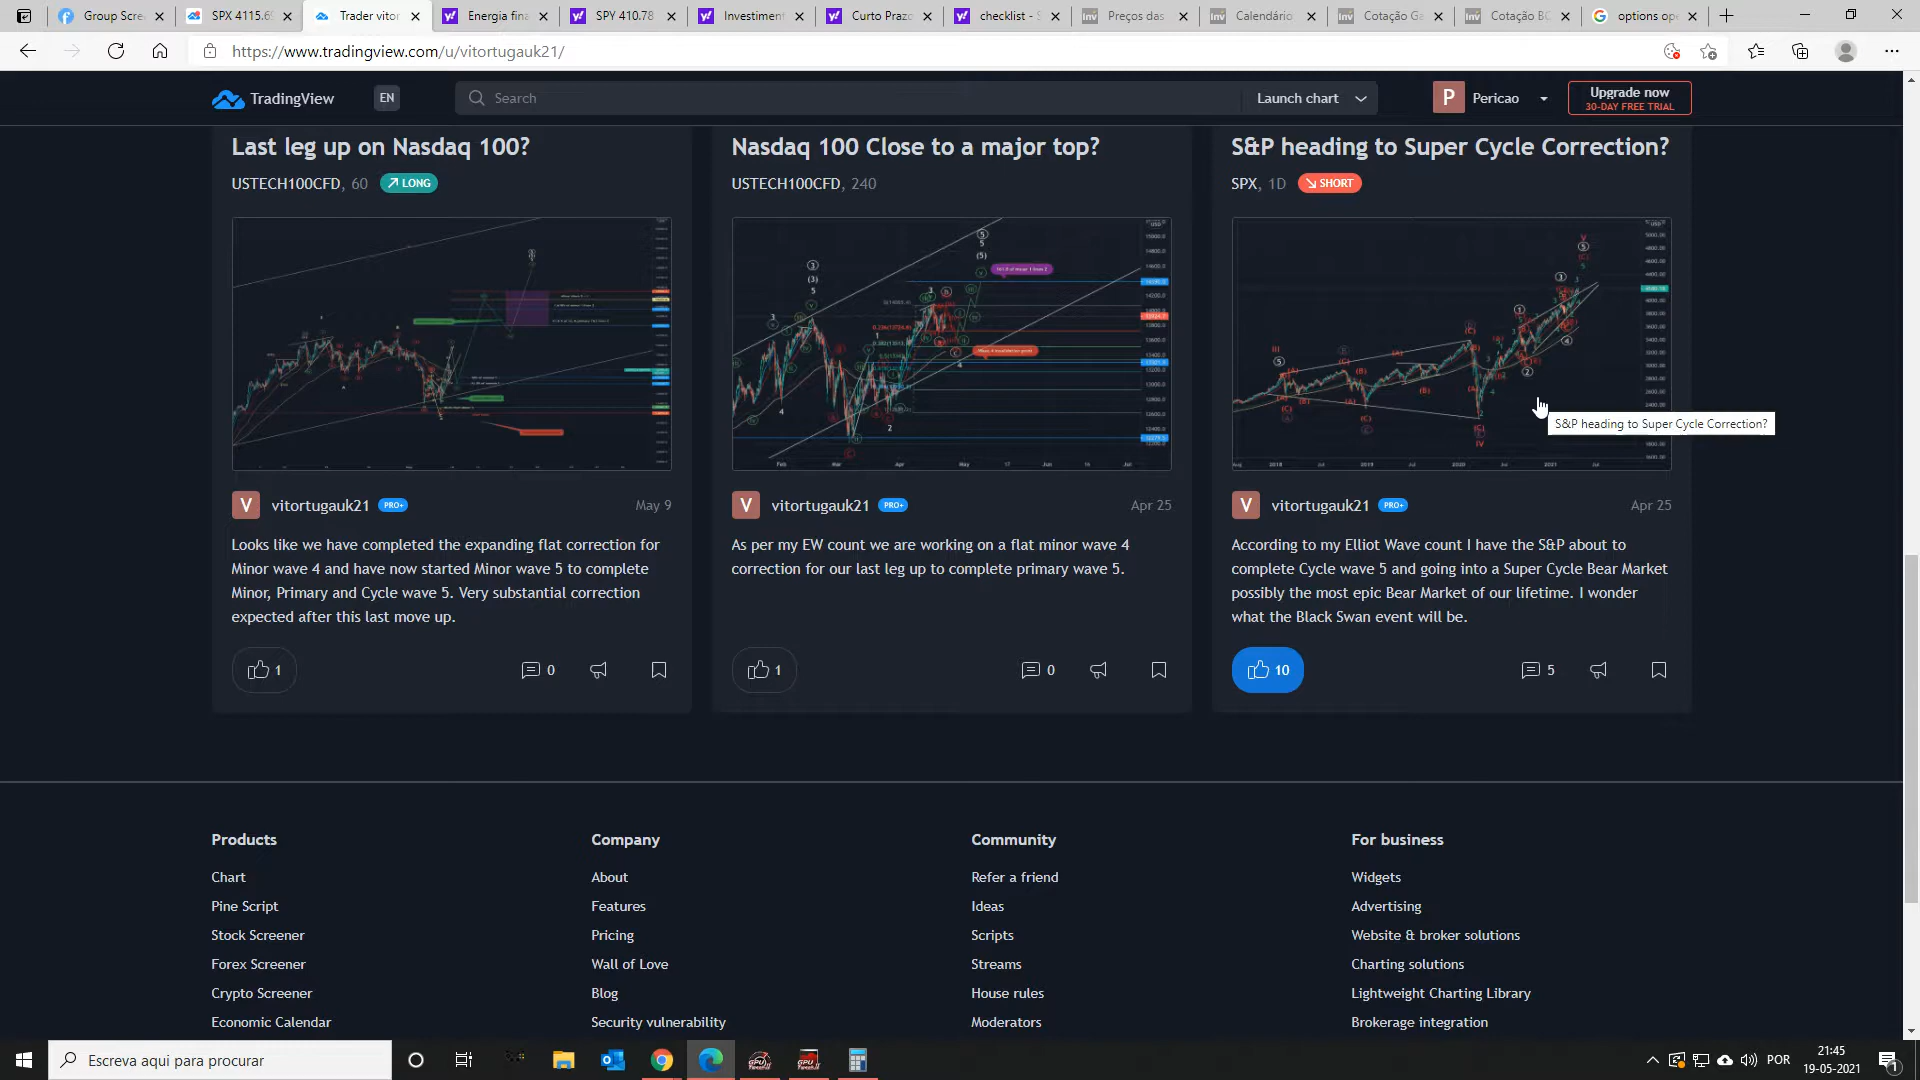 Group Scre
SPX 4115.6
Trader vitor
Energia fina
SPY 410.78
Investimen
Curto Prazo
checklist - S
Preços das
Calendário
Cotação Ga
Cotação BC
options ope
https://www.tradingview.com/u/vitortugauk21/
TradingView
EN
Search
Launch chart
P
Pericao
Upgrade now
30-DAY FREE TRIAL
Last leg up on Nasdaq 100?
USTECH100CFD, 60
LONG
Nasdaq 100 Close to a major top?
USTECH100CFD, 240
S&P heading to Super Cycle Correction?
SPX, 1D
SHORT
S&P heading to Super Cycle Correction?
V
vitortugauk21
PRO+
May 9
V
vitortugauk21
PRO+
Apr 25
V
vitortugauk21
PRO+
Apr 25
Looks like we have completed the expanding flat correction for
Minor wave 4 and have now started Minor wave 5 to complete
Minor, Primary and Cycle wave 5. Very substantial correction
expected after this last move up.
As per my EW count we are working on a flat minor wave 4
correction for our last leg up to complete primary wave 5.
According to my Elliot Wave count I have the S&P about to
complete Cycle wave 5 and going into a Super Cycle Bear Market
possibly the most epic Bear Market of our lifetime. I wonder
what the Black Swan event will be.
1
0
1
0
10
5
Products
Company
Community
For business
Chart
About
Refer a friend
Widgets
Pine Script
Features
Ideas
Advertising
Stock Screener
Pricing
Scripts
Website & broker solutions
Forex Screener
Wall of Love
Streams
Charting solutions
Crypto Screener
Blog
House rules
Lightweight Charting Library
Economic Calendar
Security vulnerability
Moderators
Brokerage integration
Escreva aqui para procurar
POR
21:45
19-05-2021
1